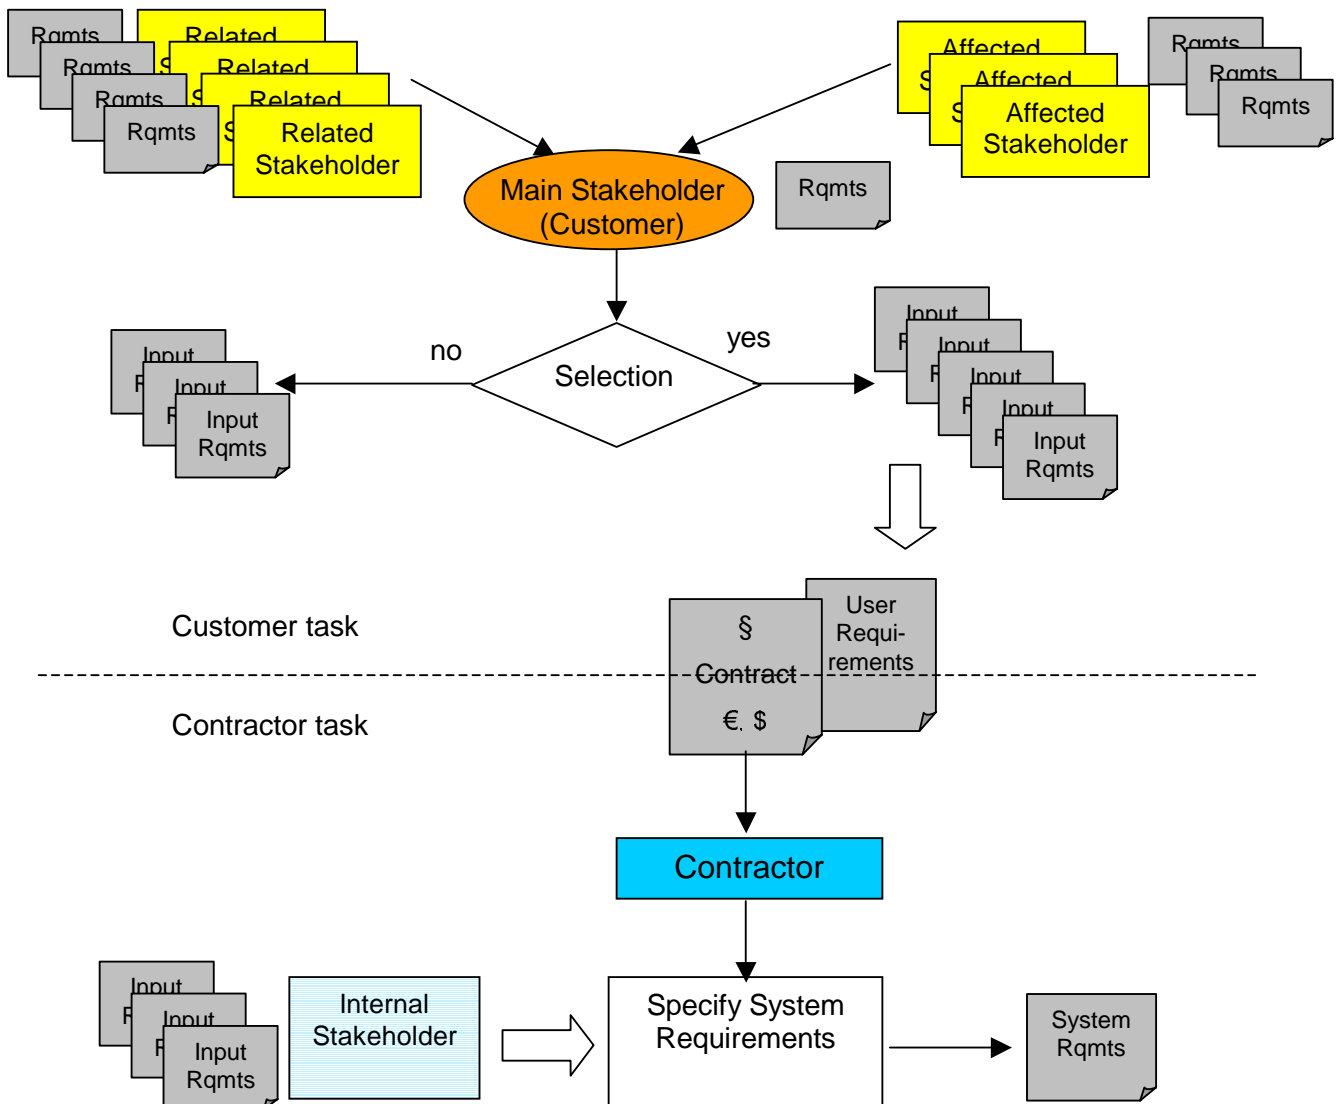 Rqmts
Related
Rqmts
Related
Rqmts
Related
Rqmts
Related
Stakeholder
Affected
Affected
Affected
Stakeholder
Rqmts
Rqmts
Rqmts
Main Stakeholder
(Customer)
Rqmts
no
yes
Selection
Input
Input
Input
Rqmts
Input
Input
Input
Input
Input
Rqmts
Customer task
§
Contract
€, $
User
Requi-
rements
Contractor task
Contractor
Input
Input
Input
Rqmts
Internal
Stakeholder
Specify System
Requirements
System
Rqmts